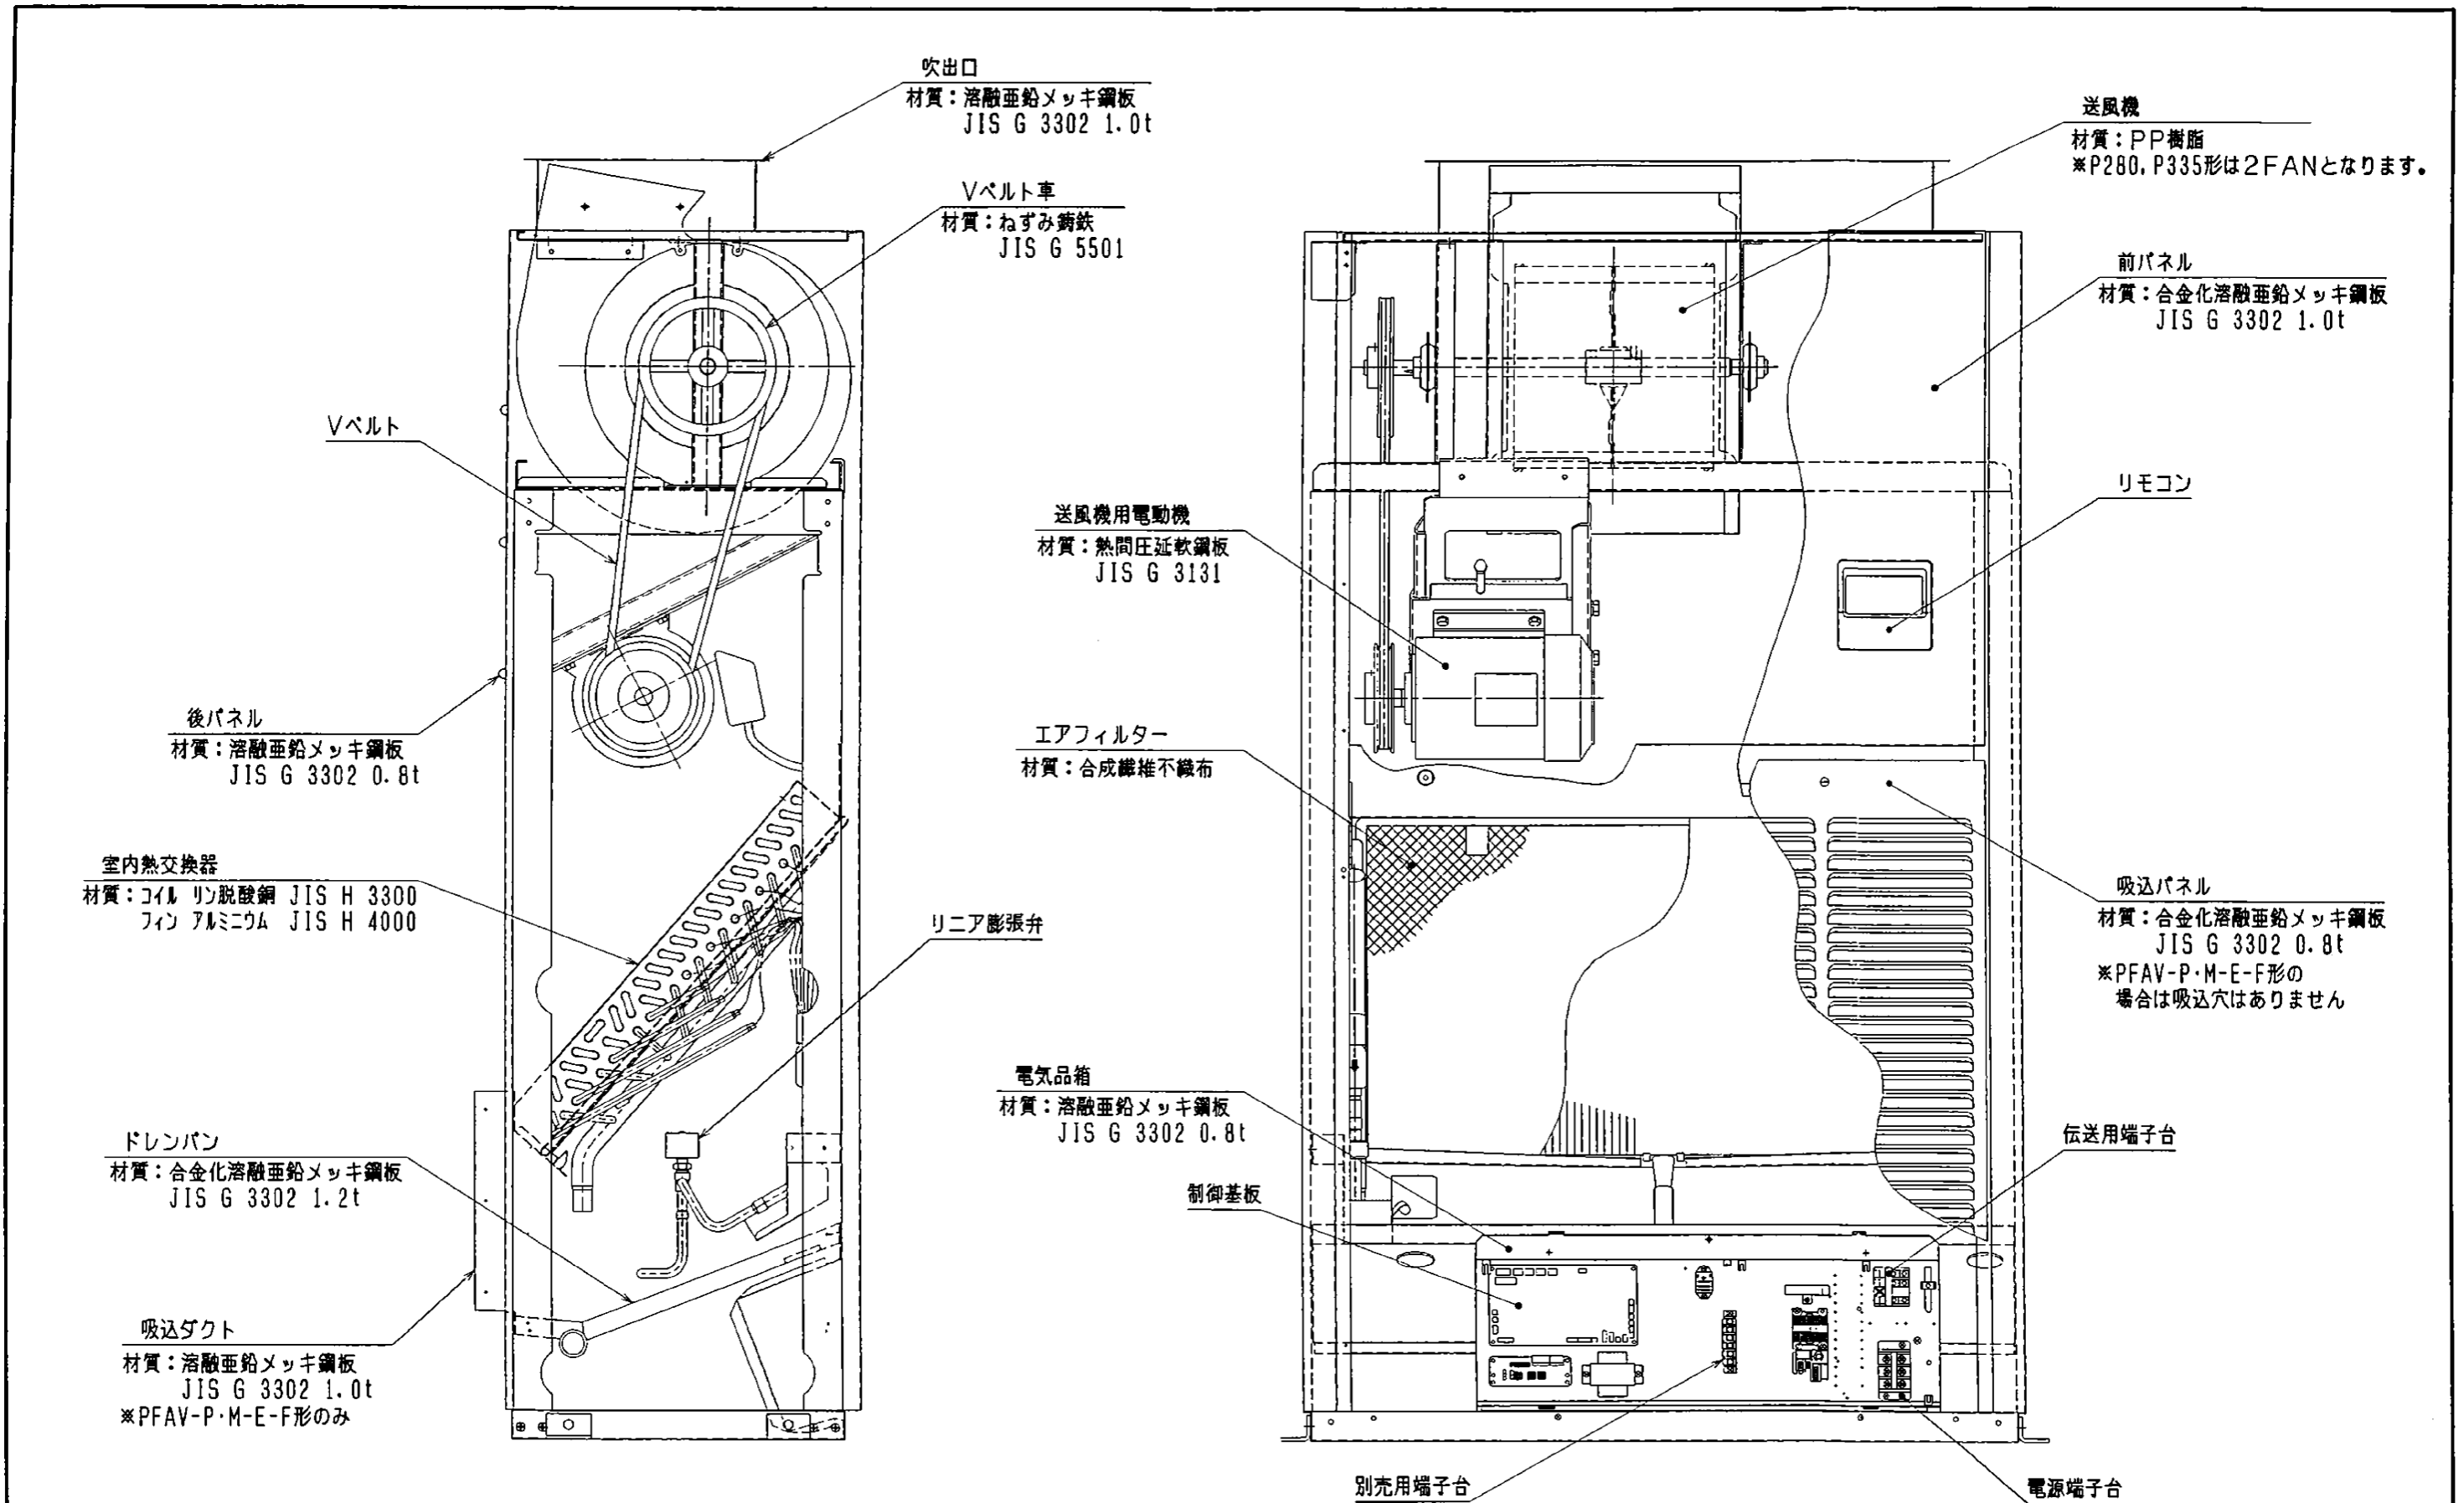 吹出口
材質：溶融亜鉛メッキ鋼板
JIS G 3302 1.0t
Vベルト車
材質：ねずみ鋳鉄
JIS G 5501
Vベルト
後パネル
材質：溶融亜鉛メッキ鋼板
JIS G 3302 0.8t
室内熱交換器
材質：コイル リン脱酸銅 JIS H 3300
フィン アルミニウム JIS H 4000
リニア膨張弁
ドレンパン
材質：合金化溶融亜鉛メッキ鋼板
JIS G 3302 1.2t
吸込ダクト
材質：溶融亜鉛メッキ鋼板
JIS G 3302 1.0t
※PFAV-P・M-E-F形のみ
送風機
材質：PP樹脂
※P280,P335形は2FANとなります。
前パネル
材質：合金化溶融亜鉛メッキ鋼板
JIS G 3302 1.0t
リモコン
送風機用電動機
材質：熱間圧延軟鋼板
JIS G 3131
エアフィルター
材質：合成繊維不織布
吸込パネル
材質：合金化溶融亜鉛メッキ鋼板
JIS G 3302 0.8t
※PFAV-P・M-E-F形の
場合は吸込穴はありません
電気品箱
材質：溶融亜鉛メッキ鋼板
JIS G 3302 0.8t
制御基板
伝送用端子台
別売用端子台
電源端子台